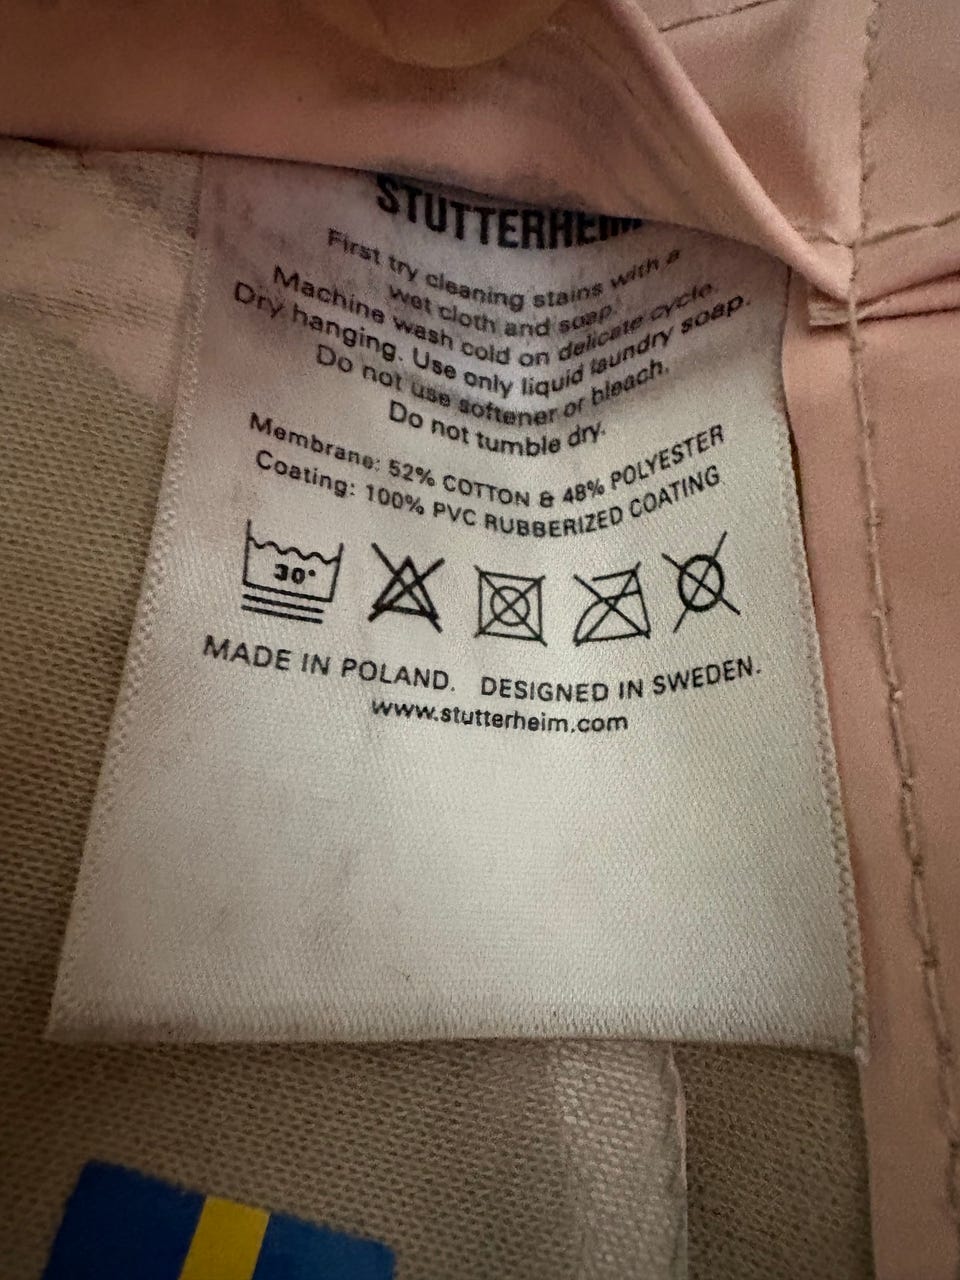 STUTTERHEIM
First try cleaning stains with a
wet cloth and soap.
Machine wash cold on delicate cycle.
Dry hanging. Use only liquid laundry soap.
Do not use softener or bleach.
Do not tumble dry.
Membrane: 52% COTTON & 48% POLYESTER
Coating: 100% PVC RUBBERIZED COATING
30°
MADE IN POLAND. DESIGNED IN SWEDEN.
www.stutterheim.com